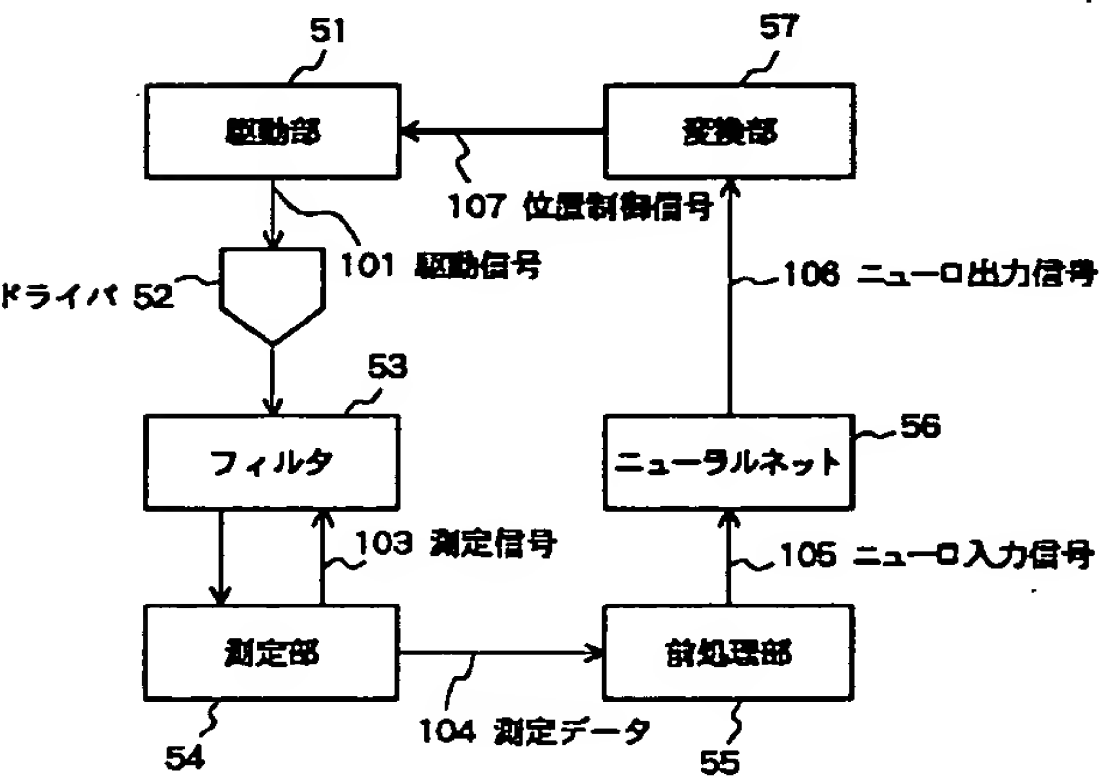 51
57
駆動部
変換部
107 位置制御信号
101 駆動信号
106 ニューロ出力信号
ドライバ 52
53
フィルタ
56
ニューラルネット
103 測定信号
105 ニューロ入力信号
測定部
前処理部
104 測定データ
54
55